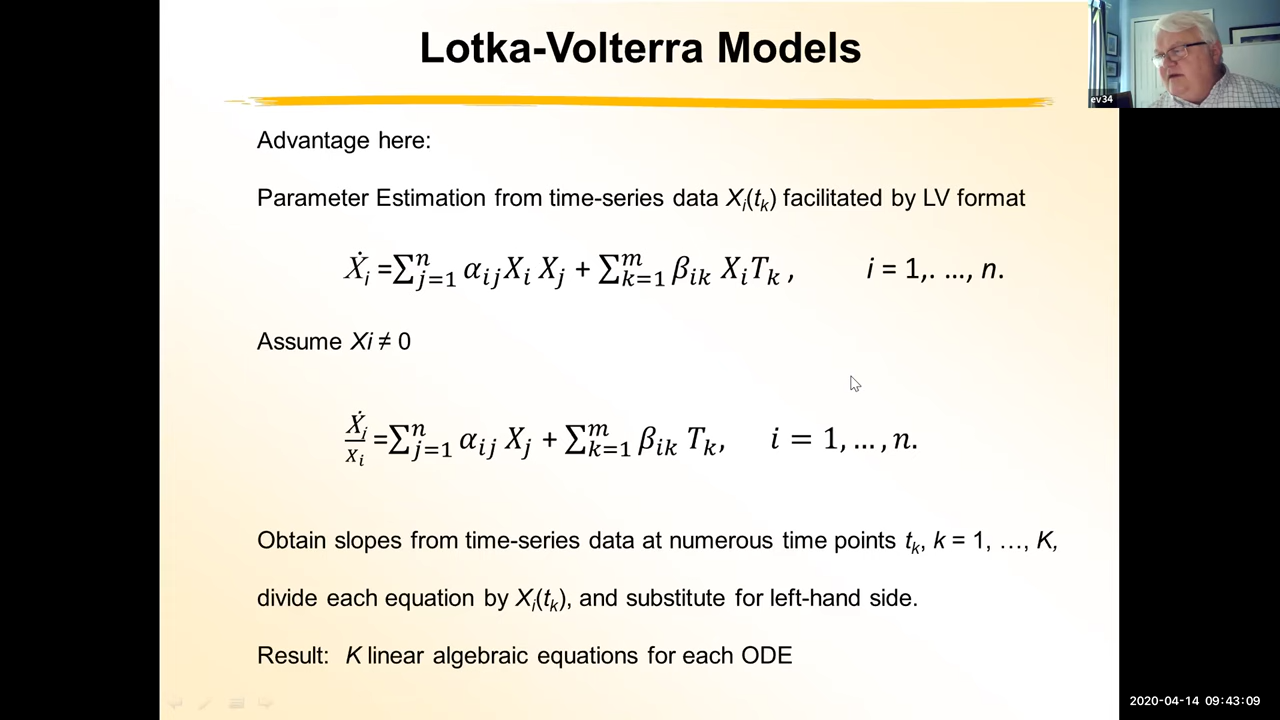 Lotka-Volterra Models
ev34
Advantage here:
Parameter Estimation from time-series data Xᵢ(tₖ) facilitated by LV format
Ẋᵢ =∑ⁿⱼ₌₁ αᵢⱼXᵢ Xⱼ + ∑ᵐₖ₌₁ βᵢₖ XᵢTₖ , i = 1,. …, n.
Assume Xi ≠ 0
Ẋᵢ/Xᵢ =∑ⁿⱼ₌₁ αᵢⱼ Xⱼ + ∑ᵐₖ₌₁ βᵢₖ Tₖ, i = 1, … , n.
Obtain slopes from time-series data at numerous time points tₖ, k = 1, …, K,
divide each equation by Xᵢ(tₖ), and substitute for left-hand side.
Result: K linear algebraic equations for each ODE
2020-04-14 09:43:09